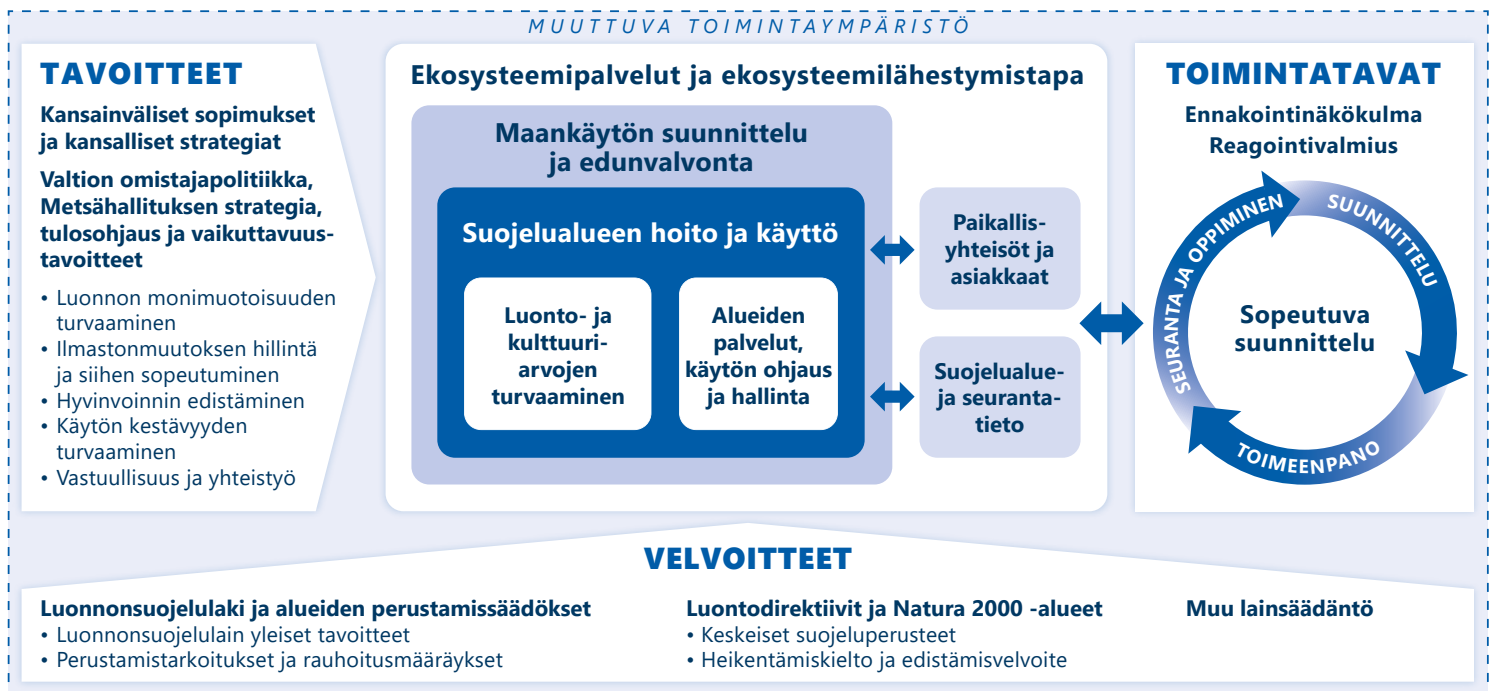 MUUTTUVA TOIMINTAYMPÄRISTÖ
TAVOITTEET
Kansainväliset sopimukset
ja kansalliset strategiat
Valtion omistajapolitiikka,
Metsähallituksen strategia,
tulosohjaus ja vaikuttavuus-
tavoitteet
• Luonnon monimuotoisuuden
turvaaminen
• Ilmastonmuutoksen hillintä
ja siihen sopeutuminen
• Hyvinvoinnin edistäminen
• Käytön kestävyyden
turvaaminen
• Vastuullisuus ja yhteistyö
Ekosysteemipalvelut ja ekosysteemilähestymistapa
Maankäytön suunnittelu
ja edunvalvonta
Suojelualueen hoito ja käyttö
Luonto- ja
kulttuuri-
arvojen
turvaaminen
Alueiden
palvelut,
käytön ohjaus
ja hallinta
Paikallis-
yhteisöt ja
asiakkaat
Suojelualue-
ja seuranta-
tieto
TOIMINTATAVAT
Ennakointinäkökulma
Reagointivalmius
SUUNNITTELU
TOIMEENPANO
SEURANTA JA OPPIMINEN
Sopeutuva
suunnittelu
VELVOITTEET
Luonnonsuojelulaki ja alueiden perustamissäädökset
• Luonnonsuojelulain yleiset tavoitteet
• Perustamistarkoitukset ja rauhoitusmääräykset
Luontodirektiivit ja Natura 2000 -alueet
• Keskeiset suojeluperusteet
• Heikentämiskielto ja edistämisvelvoite
Muu lainsäädäntö